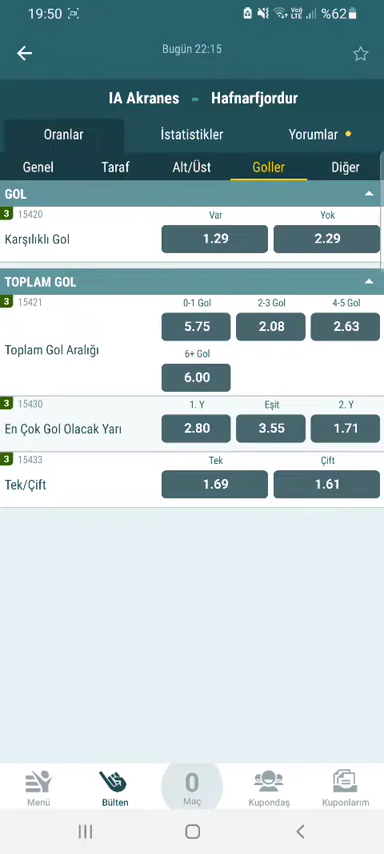 19:50
%62
Bugün 22:15
IA Akranes - Hafnarfjordur
Oranlar İstatistikler Yorumlar
Genel Taraf Alt/Üst Goller Diğer
GOL
3 15420 Var Yok
Karşılıklı Gol 1.29 2.29
TOPLAM GOL
3 15421 0-1 Gol 2-3 Gol 4-5 Gol
5.75 2.08 2.63
Toplam Gol Aralığı
6+ Gol
6.00
3 15430 1. Y Eşit 2. Y
En Çok Gol Olacak Yarı 2.80 3.55 1.71
3 15433 Tek Çift
Tek/Çift 1.69 1.61
0
Menü Bülten Maç Kupondaş Kuponlarım